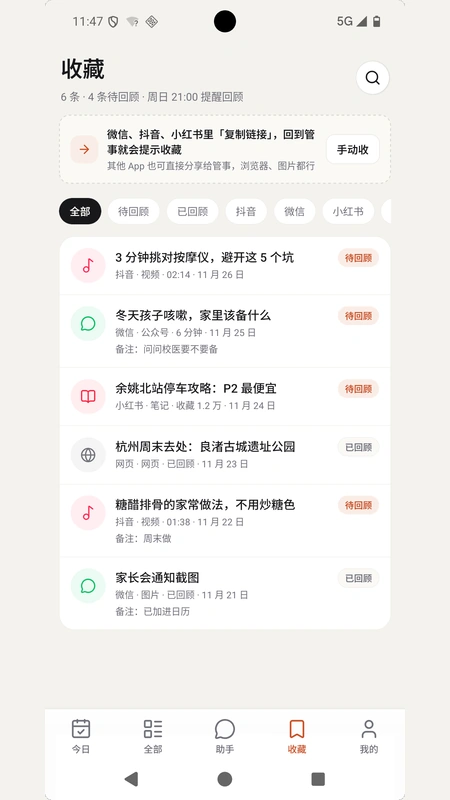 11:47
5G
收藏
6 条 · 4 条待回顾 · 周日 21:00 提醒回顾
微信、抖音、小红书里「复制链接」，回到管
事就会提示收藏
其他 App 也可直接分享给管事，浏览器、图片都行
手动收
全部
待回顾
已回顾
抖音
微信
小红书
3 分钟挑对按摩仪，避开这 5 个坑
待回顾
抖音 · 视频 · 02:14 · 11 月 26 日
冬天孩子咳嗽，家里该备什么
待回顾
微信 · 公众号 · 6 分钟 · 11 月 25 日
备注：问问校医要不要备
余姚北站停车攻略：P2 最便宜
待回顾
小红书 · 笔记 · 收藏 1.2 万 · 11 月 24 日
杭州周末去处：良渚古城遗址公园
已回顾
网页 · 网页 · 已回顾 · 11 月 23 日
糖醋排骨的家常做法，不用炒糖色
待回顾
抖音 · 视频 · 01:38 · 11 月 22 日
备注：周末做
家长会通知截图
已回顾
微信 · 图片 · 已回顾 · 11 月 21 日
备注：已加进日历
今日
全部
助手
收藏
我的